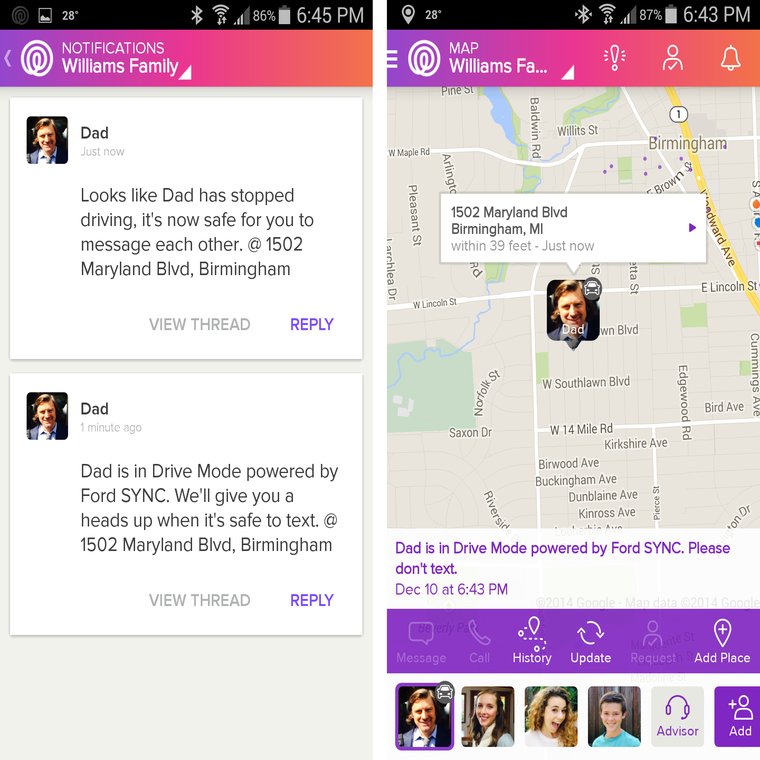 28°
86%
6:45 PM
NOTIFICATIONS
Williams Family
Dad
Just now
Looks like Dad has stopped
driving, it's now safe for you to
message each other. @ 1502
Maryland Blvd, Birmingham
VIEW THREAD
REPLY
Dad
1 minute ago
Dad is in Drive Mode powered by
Ford SYNC. We'll give you a
heads up when it's safe to text. @
1502 Maryland Blvd, Birmingham
VIEW THREAD
REPLY
28°
87%
6:43 PM
MAP
Williams Fa...
Pine St
Baldwin Rd
Willits St
1
Birmingham
W Maple Rd
Arlington
E Brown St
Pleasant St
Woodward Ave
1502 Maryland Blvd
Birmingham, MI
within 39 feet - Just now
Larchlea Dr
etta St
E Lincoln St
W Lincoln St
Dad
wn Blvd
Cummings Ave
W Southlawn Blvd
Norfolk St
Edgewood Rd
Bird Ave
W 14 Mile Rd
Saxon Dr
Kirkshire Ave
Birwood Ave
Buckingham Ave
Dunblaine Ave
Pierce St
Kinross Ave
Riverside
ton Dr
Dad is in Drive Mode powered by Ford SYNC. Please
don't text.
Dec 10 at 6:43 PM
©2014 Google - Map data ©2014 Google
Beverly Par
Message
Call
History
Update
Request
Add Place
Advisor
Add